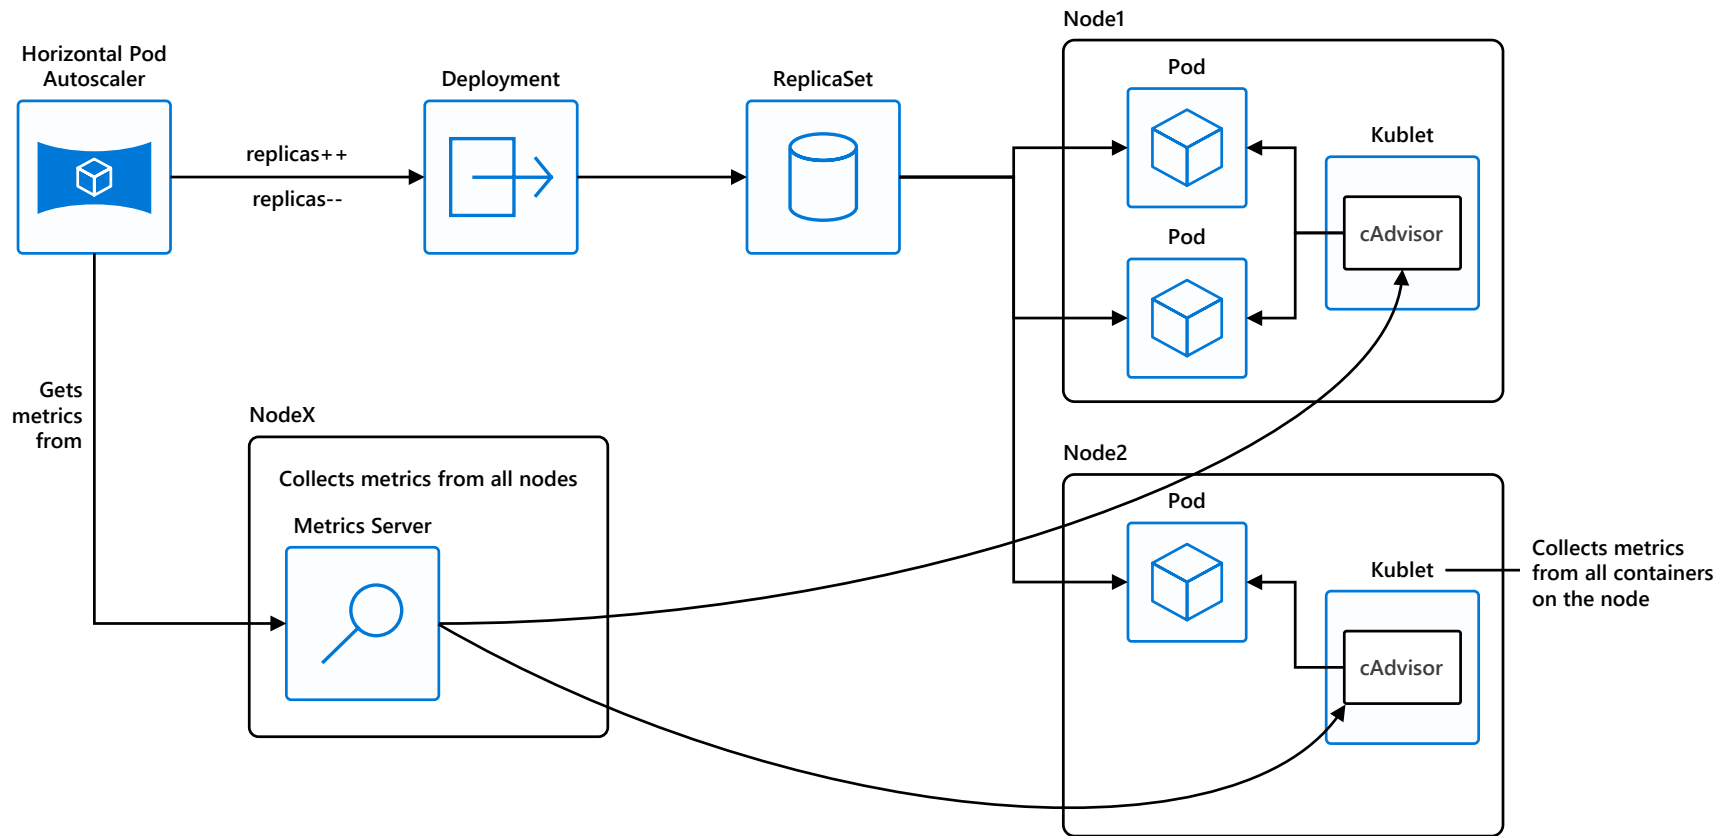 Horizontal Pod
Autoscaler
Deployment
ReplicaSet
replicas++
replicas--
Node1
Pod
Kublet
cAdvisor
Pod
Gets
metrics
from
NodeX
Collects metrics from all nodes
Metrics Server
Node2
Pod
Kublet
cAdvisor
Collects metrics
from all containers
on the node